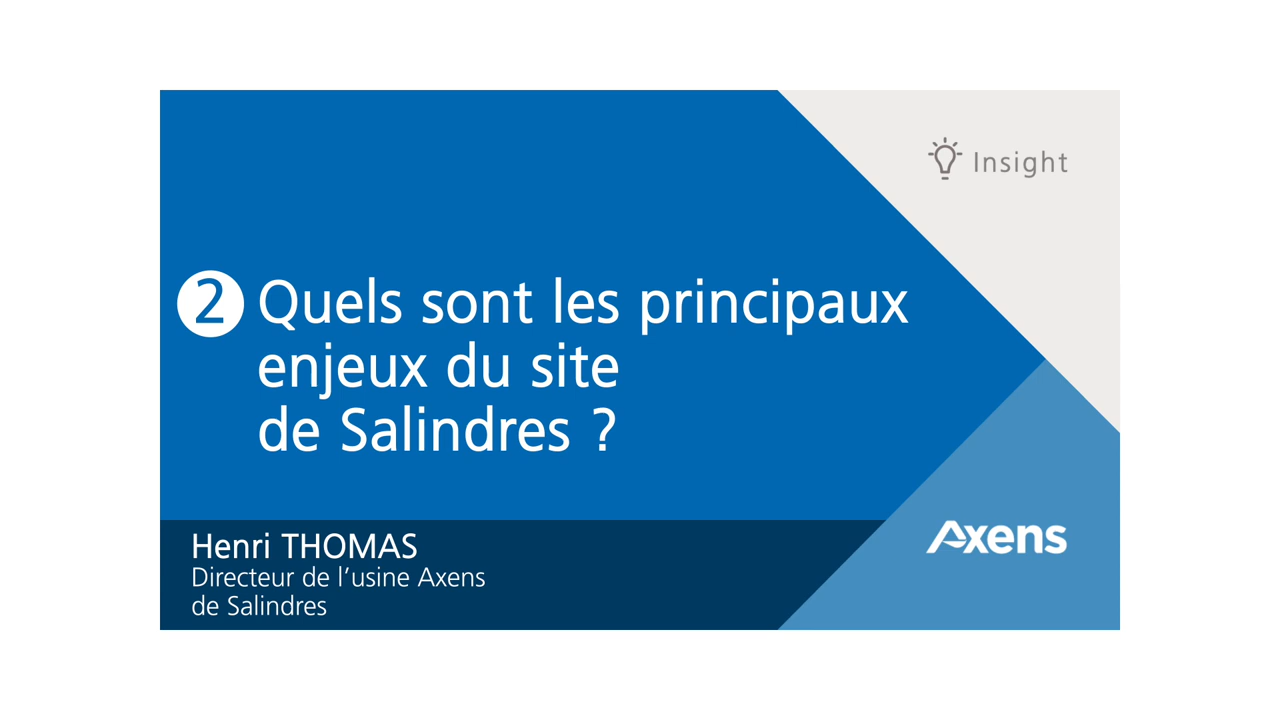 Insight
2 Quels sont les principaux
enjeux du site
de Salindres ?
Axens
Henri THOMAS
Directeur de l’usine Axens
de Salindres